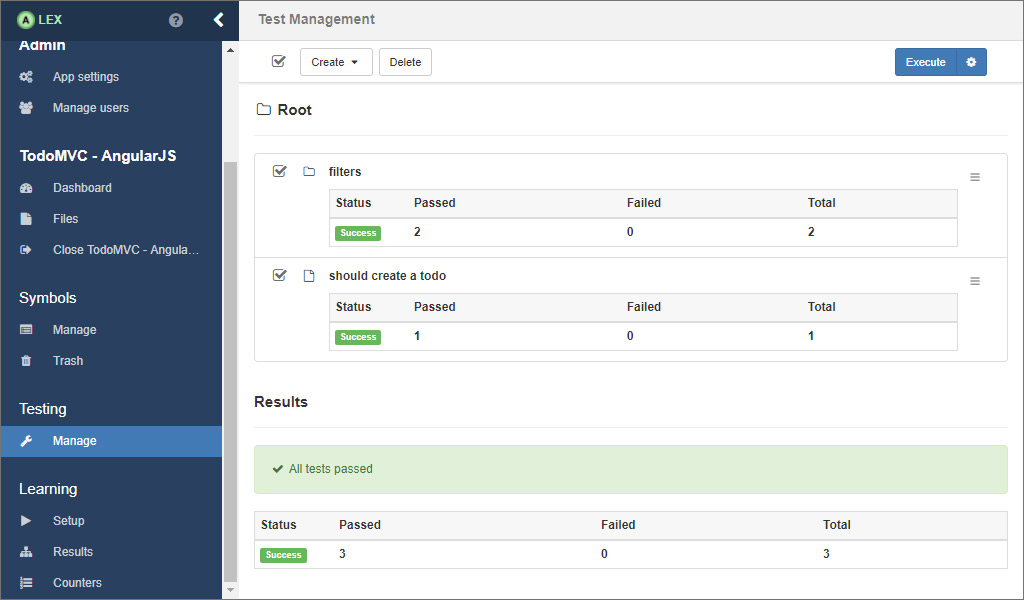 A LEX
?
Test Management
Admin
App settings
Manage users
TodoMVC - AngularJS
Dashboard
Files
Close TodoMVC - Angula...
Symbols
Manage
Trash
Testing
Manage
Learning
Setup
Results
Counters
Create
Delete
Execute
Root
filters
Status Passed Failed Total
Success 2 0 2
should create a todo
Status Passed Failed Total
Success 1 0 1
Results
All tests passed
Status Passed Failed Total
Success 3 0 3